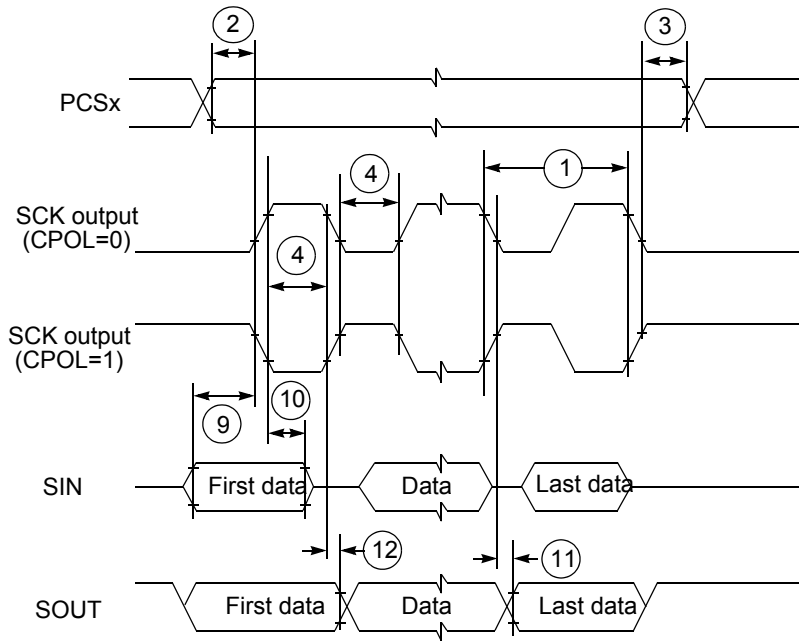 2
3
PCSx
4
1
SCK output
(CPOL=0)
4
SCK output
(CPOL=1)
9
10
SIN
First data
Data
Last data
12
11
SOUT
First data
Data
Last data